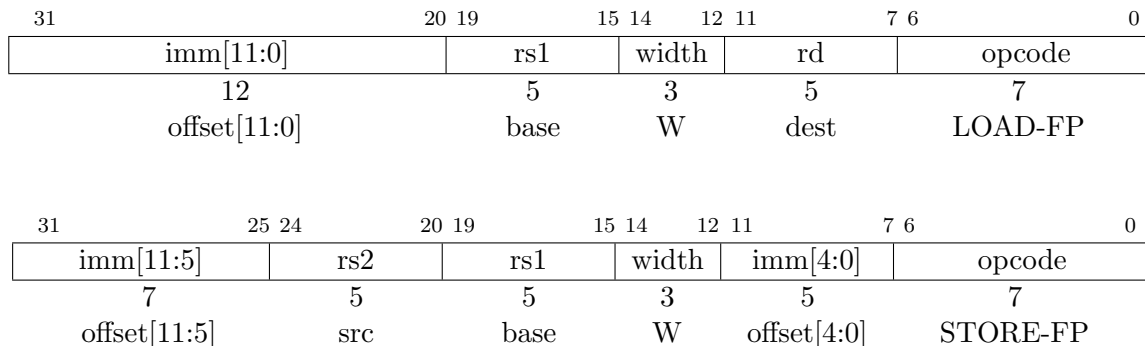 31 20 19 15 14 12 11 7 6 0
imm[11:0] rs1 width rd opcode
12 5 3 5 7
offset[11:0] base W dest LOAD-FP
31 25 24 20 19 15 14 12 11 7 6 0
imm[11:5] rs2 rs1 width imm[4:0] opcode
7 5 5 3 5 7
offset[11:5] src base W offset[4:0] STORE-FP